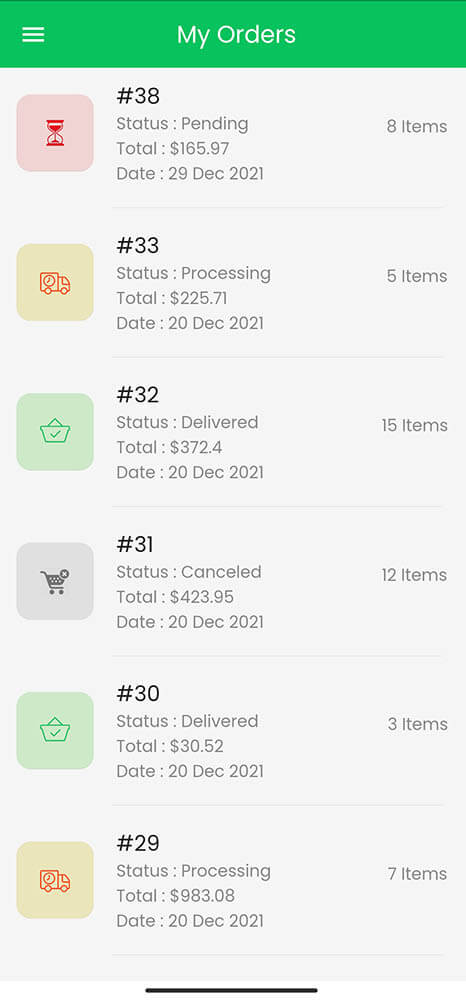 My Orders
#38
Status : Pending
8 Items
Total : $165.97
Date : 29 Dec 2021
#33
Status : Processing
5 Items
Total : $225.71
Date : 20 Dec 2021
#32
Status : Delivered
15 Items
Total : $372.4
Date : 20 Dec 2021
#31
Status : Canceled
12 Items
Total : $423.95
Date : 20 Dec 2021
#30
Status : Delivered
3 Items
Total : $30.52
Date : 20 Dec 2021
#29
Status : Processing
7 Items
Total : $983.08
Date : 20 Dec 2021